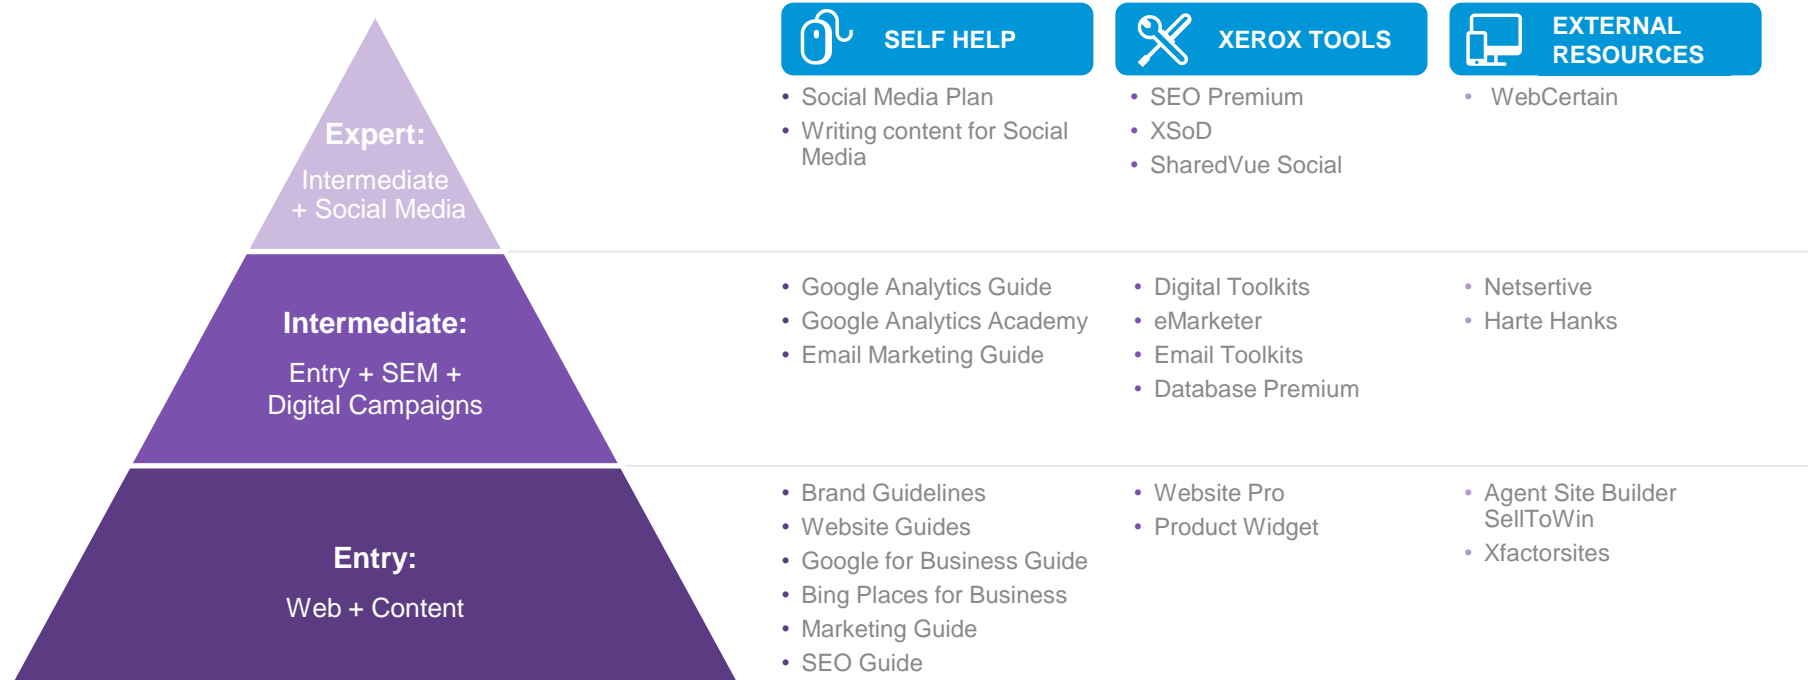 SELF HELP
XEROX TOOLS
EXTERNAL
RESOURCES
Expert:
Intermediate
+ Social Media
• Social Media Plan
• Writing content for Social
Media
• SEO Premium
• XSoD
• SharedVue Social
• WebCertain
Intermediate:
Entry + SEM +
Digital Campaigns
• Google Analytics Guide
• Google Analytics Academy
• Email Marketing Guide
• Digital Toolkits
• eMarketer
• Email Toolkits
• Database Premium
• Netsertive
• Harte Hanks
Entry:
Web + Content
• Brand Guidelines
• Website Guides
• Google for Business Guide
• Bing Places for Business
• Marketing Guide
• SEO Guide
• Website Pro
• Product Widget
• Agent Site Builder
SellToWin
• Xfactorsites